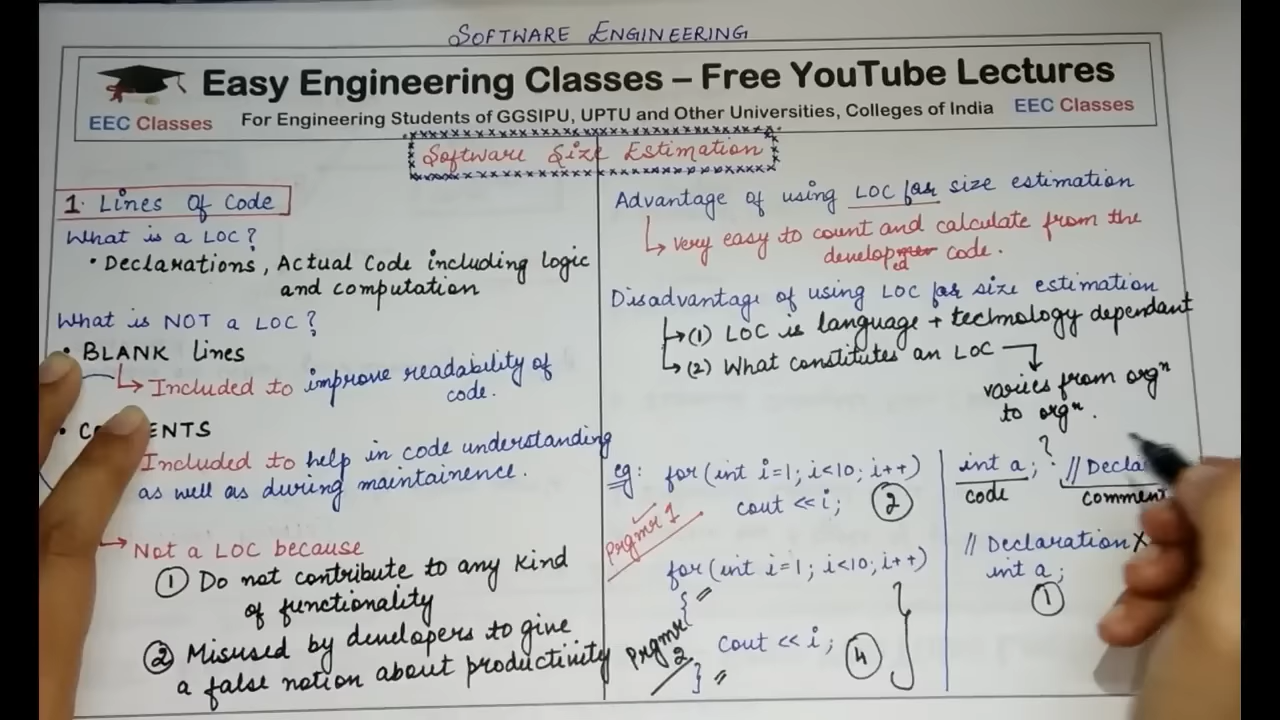 SOFTWARE ENGINEERING
Easy Engineering Classes – Free YouTube Lectures
EEC Classes
For Engineering Students of GGSIPU, UPTU and Other Universities, Colleges of India
EEC Classes
Software Size Estimation
1. Lines Of Code
What is a LOC?
• Declarations, Actual Code including logic
and computation
What is NOT a LOC?
• BLANK lines
Included to improve readability of
code.
•
Included to help in code understanding
as well as during maintainence.
Not a LOC because
① Do not contribute to any kind
of functionality
② Misused by developers to give
a false notion about productivity
Advantage of using LOC for size estimation
Very easy to count and calculate from the
developed code.
Disadvantage of using LOC for size estimation
(1) LOC is language + technology dependant
(2) What constitutes an LOC
varies from orgⁿ
to orgⁿ.
eg: for(int i=1; i<10; i++)
cout << i; ②
Prgmr 1
for(int i=1; i<10; i++)
{
cout << i; ④
}
Prgmr 2
?
int a; //
code comment
// Declaration X
int a;
①